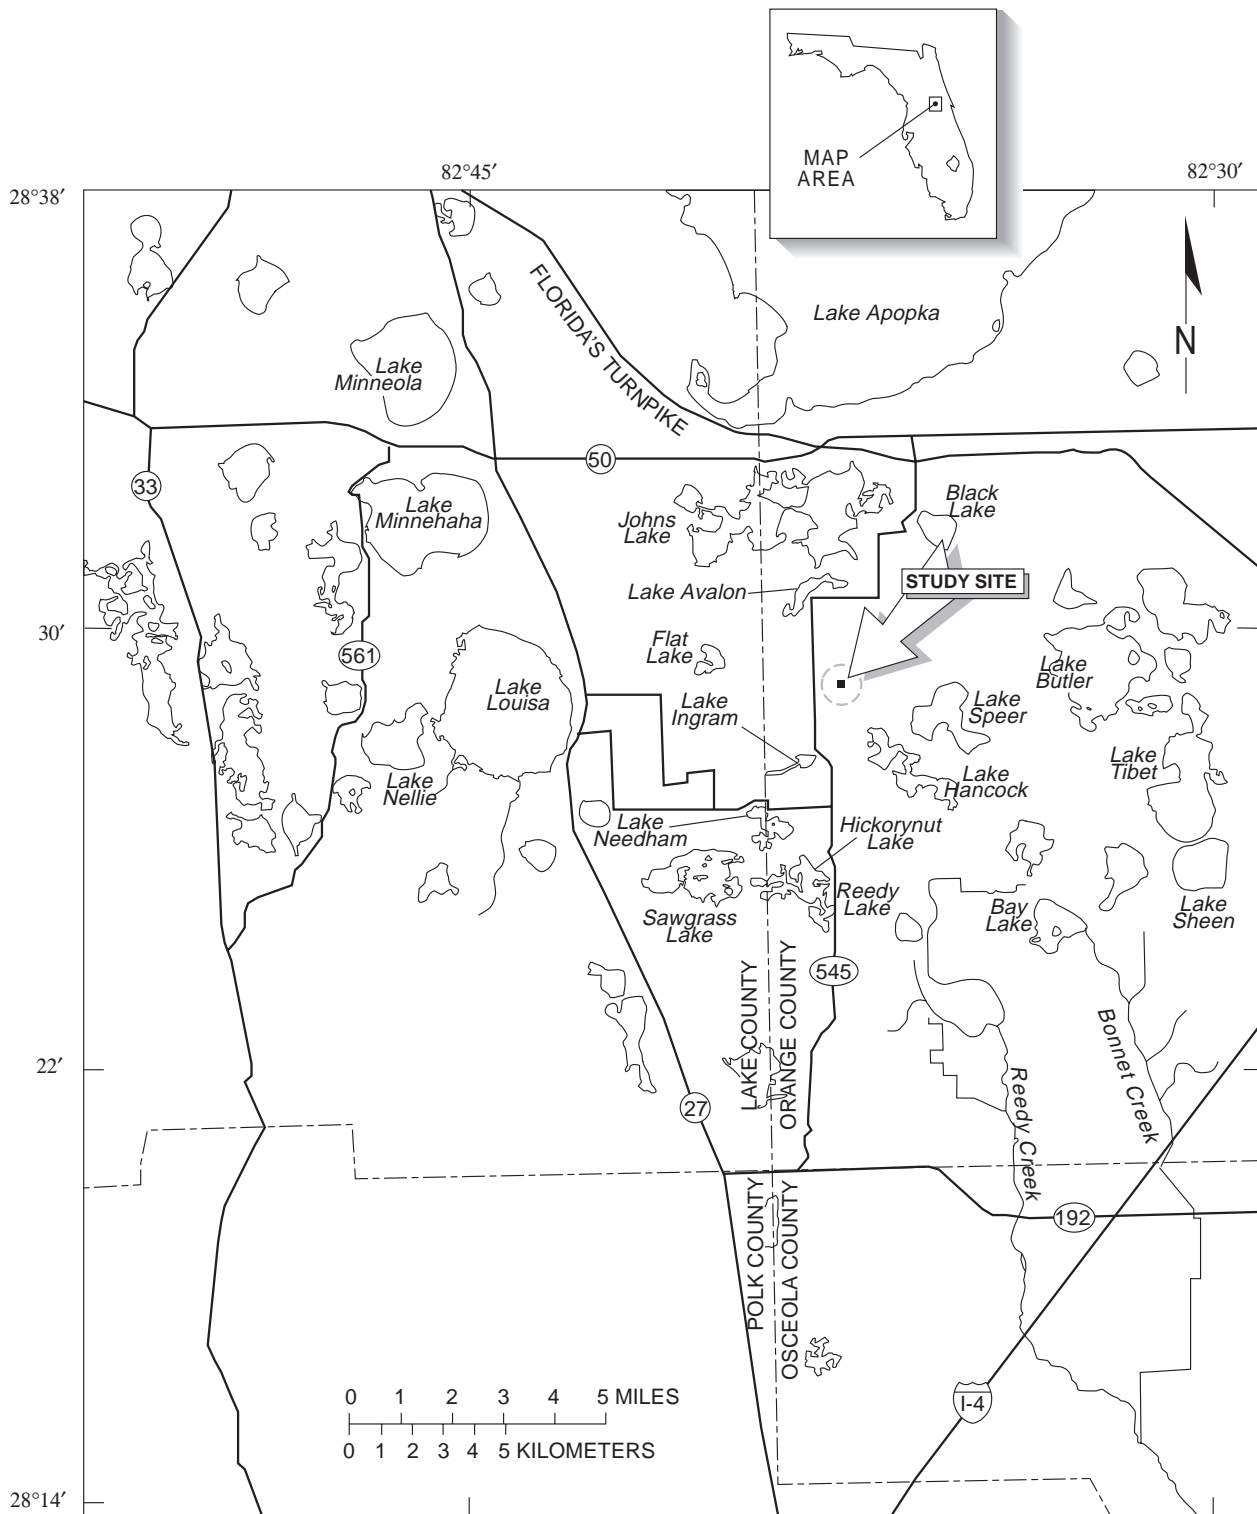 MAP
AREA
82°45′
82°30′
28°38′
FLORIDA'S TURNPIKE
Lake Apopka
N
Lake
Minneola
50
33
Lake
Minnehaha
Johns
Lake
Black
Lake
STUDY SITE
Lake Avalon
30′
561
Flat
Lake
Lake
Butler
Lake
Louisa
Lake
Ingram
Lake
Speer
Lake
Tibet
Lake
Nellie
Lake
Hancock
Lake
Needham
Hickorynut
Lake
Reedy
Lake
Bay
Lake
Lake
Sheen
Sawgrass
Lake
545
LAKE COUNTY
ORANGE COUNTY
Bonnet Creek
22′
Reedy Creek
27
192
POLK COUNTY
OSCEOLA COUNTY
0 1 2 3 4 5 MILES
I-4
0 1 2 3 4 5 KILOMETERS
28°14′